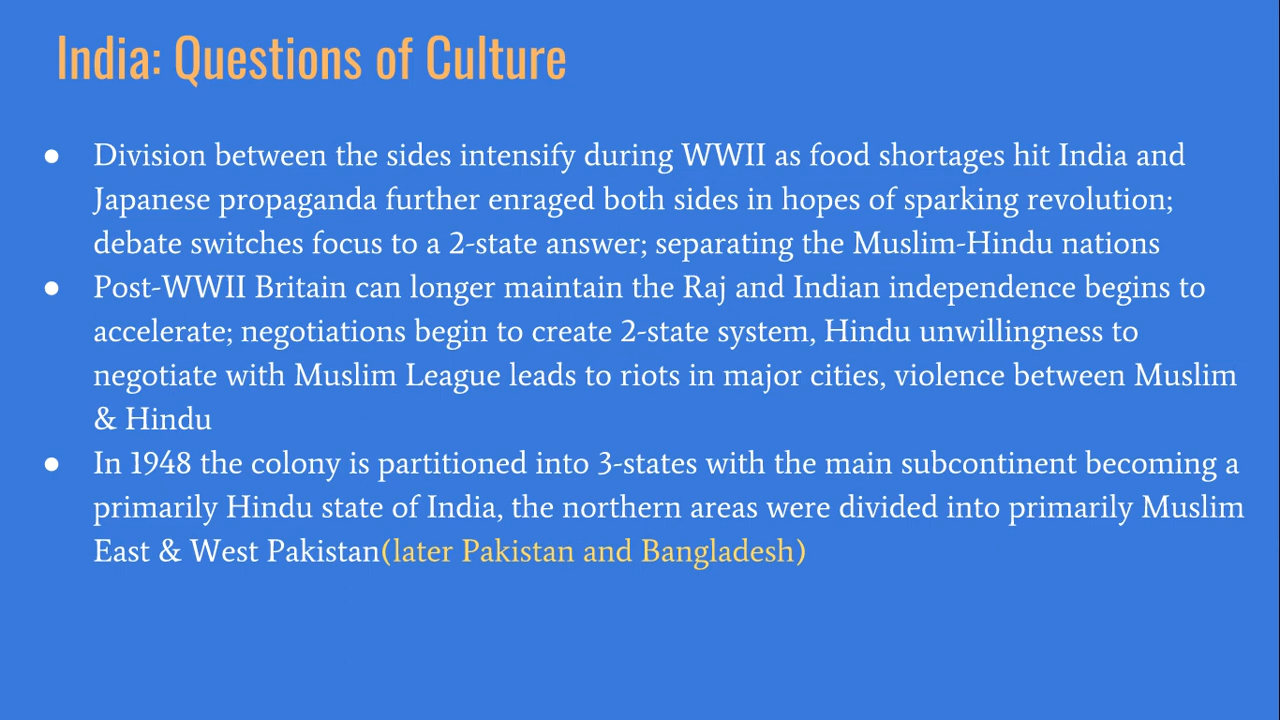 India: Questions of Culture
● Division between the sides intensify during WWII as food shortages hit India and
Japanese propaganda further enraged both sides in hopes of sparking revolution;
debate switches focus to a 2-state answer; separating the Muslim-Hindu nations
● Post-WWII Britain can longer maintain the Raj and Indian independence begins to
accelerate; negotiations begin to create 2-state system, Hindu unwillingness to
negotiate with Muslim League leads to riots in major cities, violence between Muslim
& Hindu
● In 1948 the colony is partitioned into 3-states with the main subcontinent becoming a
primarily Hindu state of India, the northern areas were divided into primarily Muslim
East & West Pakistan(later Pakistan and Bangladesh)